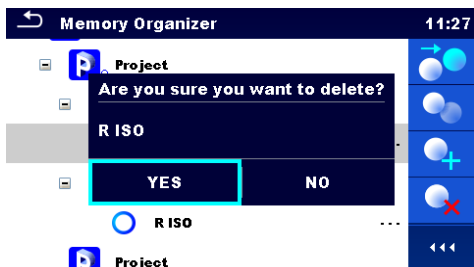 Memory Organizer 11:27
Project
Are you sure you want to delete?
R ISO
YES NO
R ISO ...
Project